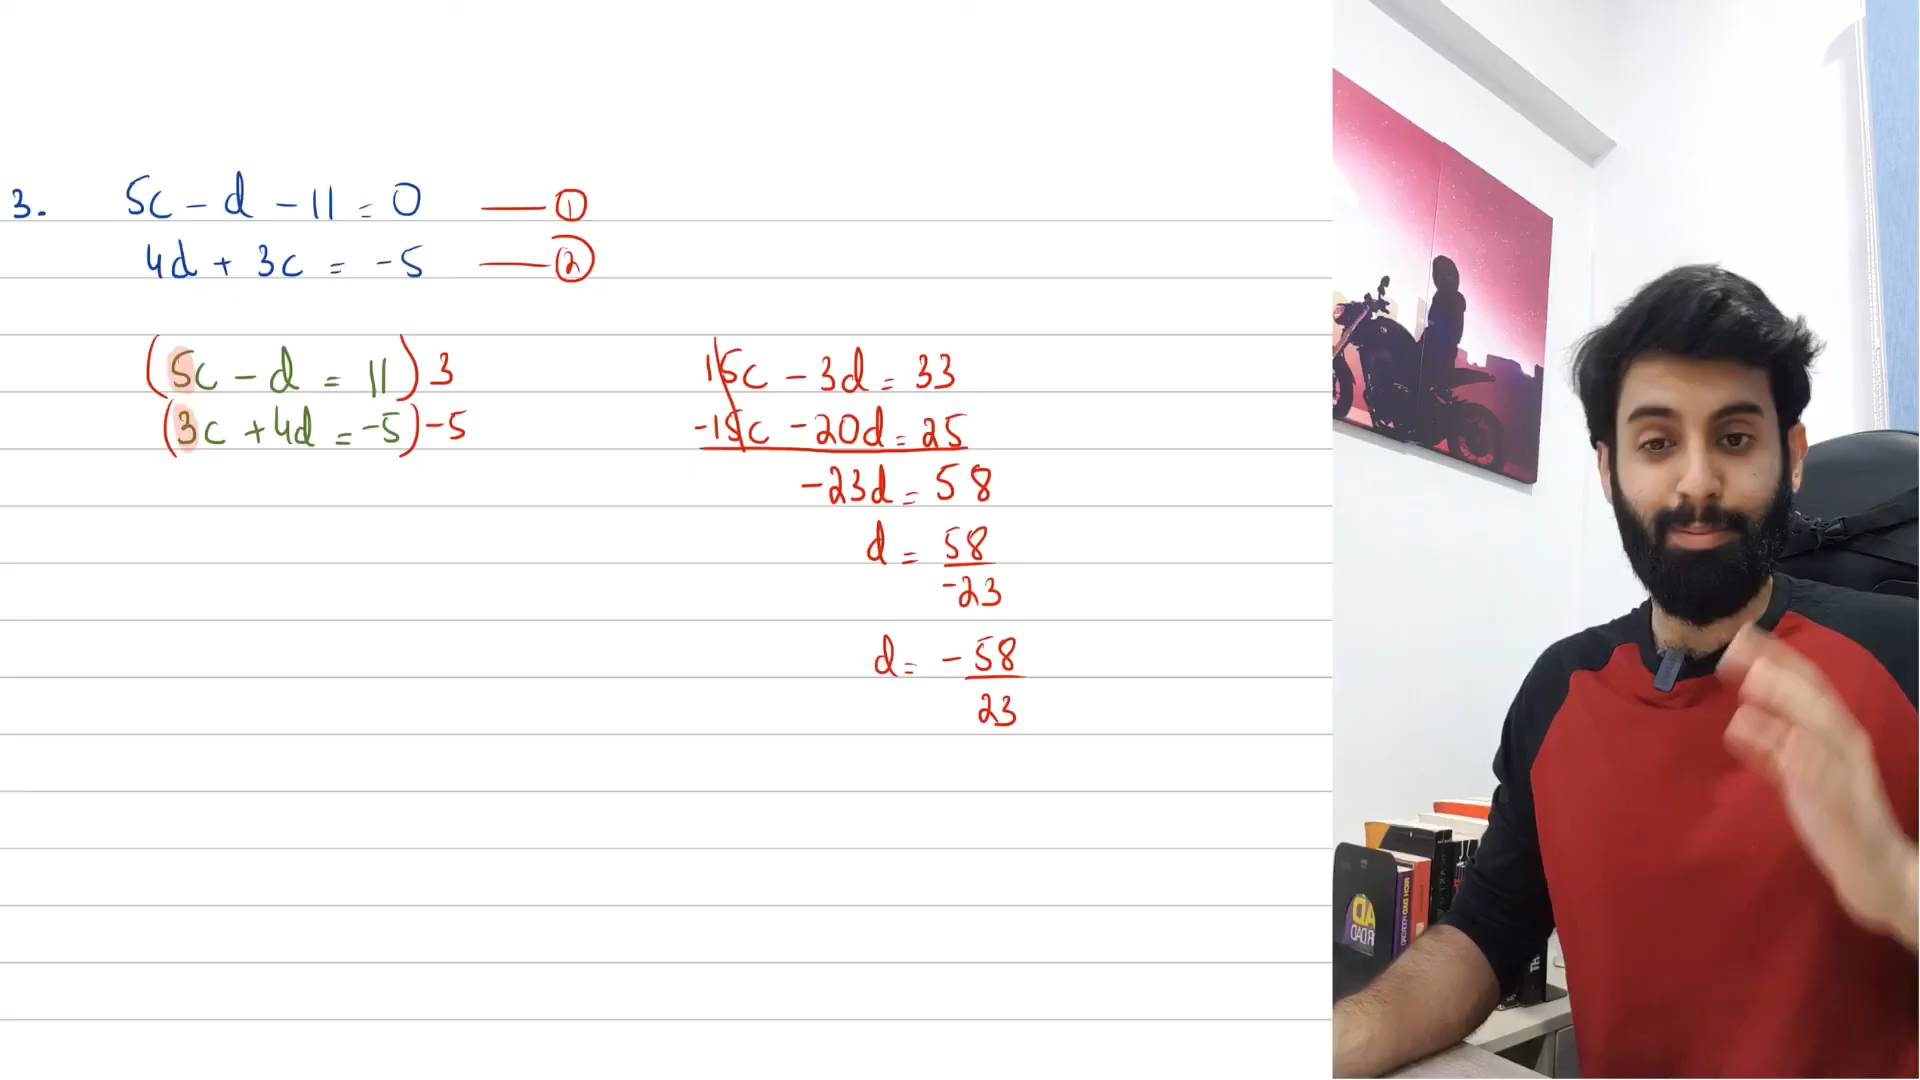 3. 5c - d - 11 = 0 —— ①
4d + 3c = -5 —— ②
(5c - d = 11) 3
(3c + 4d = -5) -5
15c - 3d = 33
-15c - 20d = 25
-23d = 58
d = 58
-23
d = - 58
23